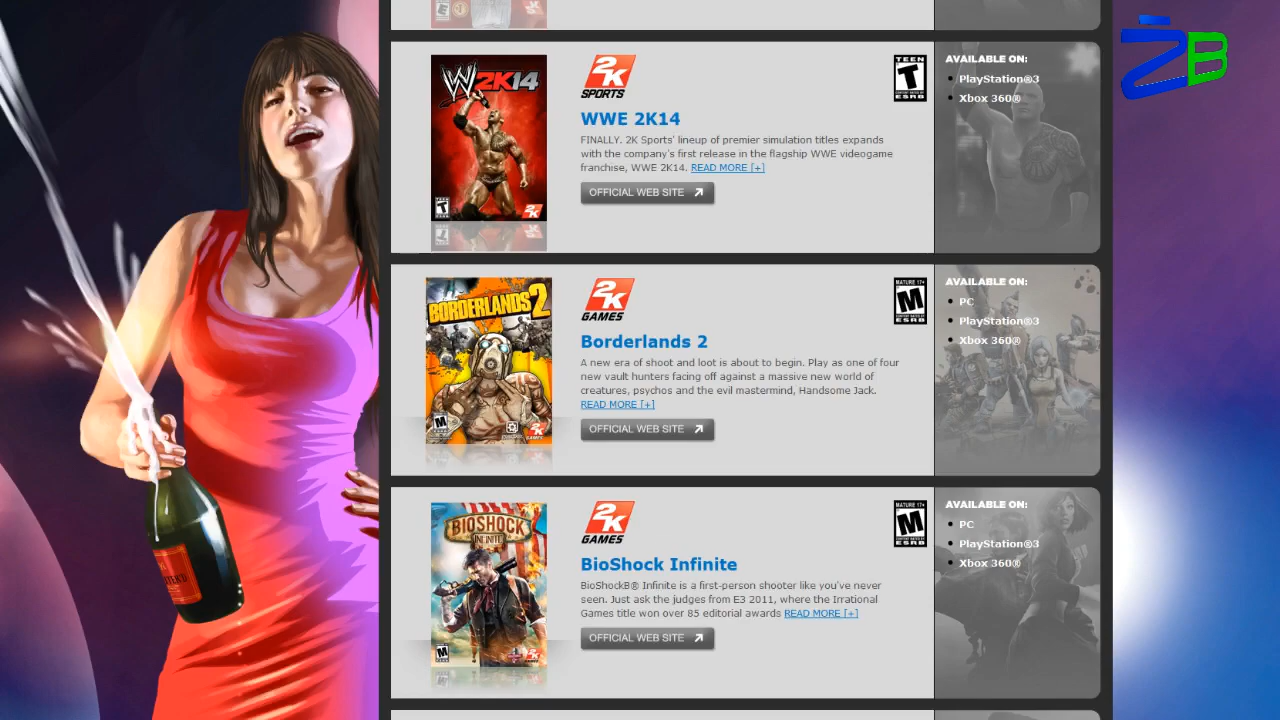 W 2K14
T
2K
2K
SPORTS
TEEN
T
ESRB
WWE 2K14
FINALLY. 2K Sports' lineup of premier simulation titles expands
with the company's first release in the flagship WWE videogame
franchise, WWE 2K14. READ MORE [+]
OFFICIAL WEB SITE
AVAILABLE ON:
PlayStation®3
Xbox 360®
ZB
BORDERLANDS 2
M
2K
GAMES
2K
GAMES
MATURE 17+
M
ESRB
Borderlands 2
A new era of shoot and loot is about to begin. Play as one of four
new vault hunters facing off against a massive new world of
creatures, psychos and the evil mastermind, Handsome Jack.
READ MORE [+]
OFFICIAL WEB SITE
AVAILABLE ON:
PC
PlayStation®3
Xbox 360®
BIOSHOCK
INFINITE
M
2K
GAMES
2K
GAMES
MATURE 17+
M
ESRB
BioShock Infinite
BioShockB® Infinite is a first-person shooter like you've never
seen. Just ask the judges from E3 2011, where the Irrational
Games title won over 85 editorial awards READ MORE [+]
OFFICIAL WEB SITE
AVAILABLE ON:
PC
PlayStation®3
Xbox 360®